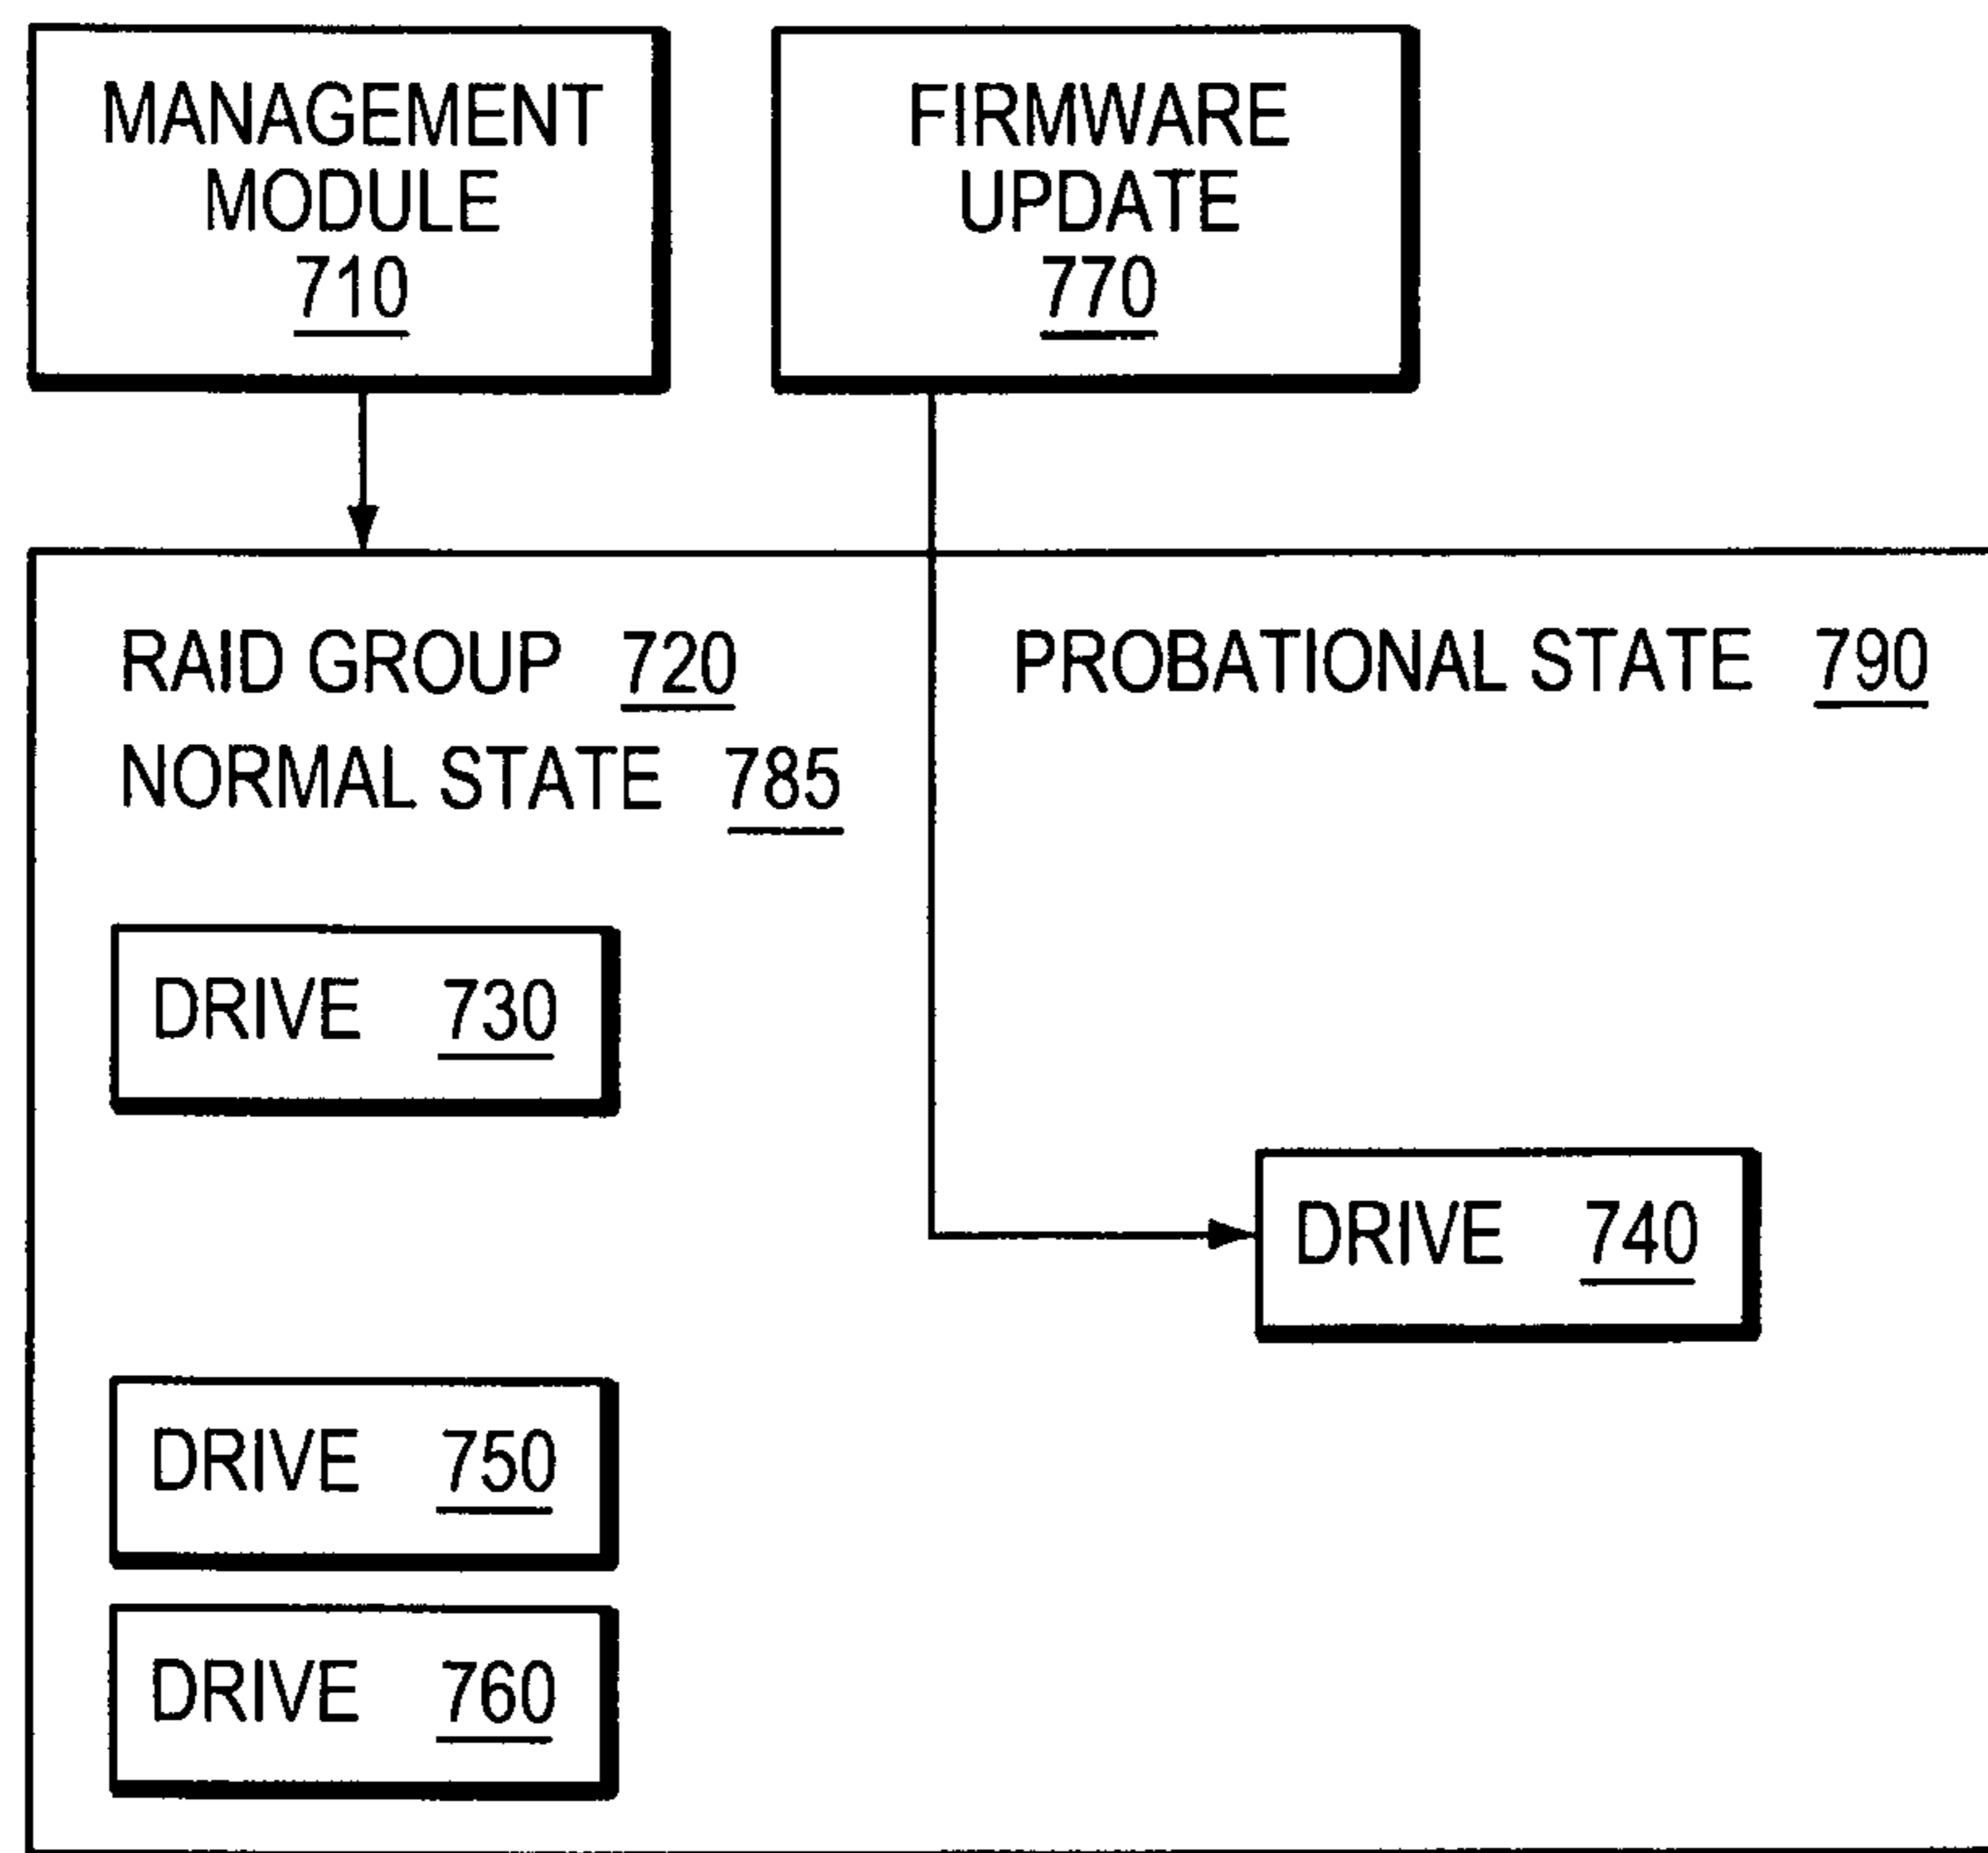 MANAGEMENT
MODULE
710
FIRMWARE
UPDATE
770
RAID GROUP 720
NORMAL STATE 785
PROBATIONAL STATE 790
DRIVE 730
DRIVE 740
DRIVE 750
DRIVE 760